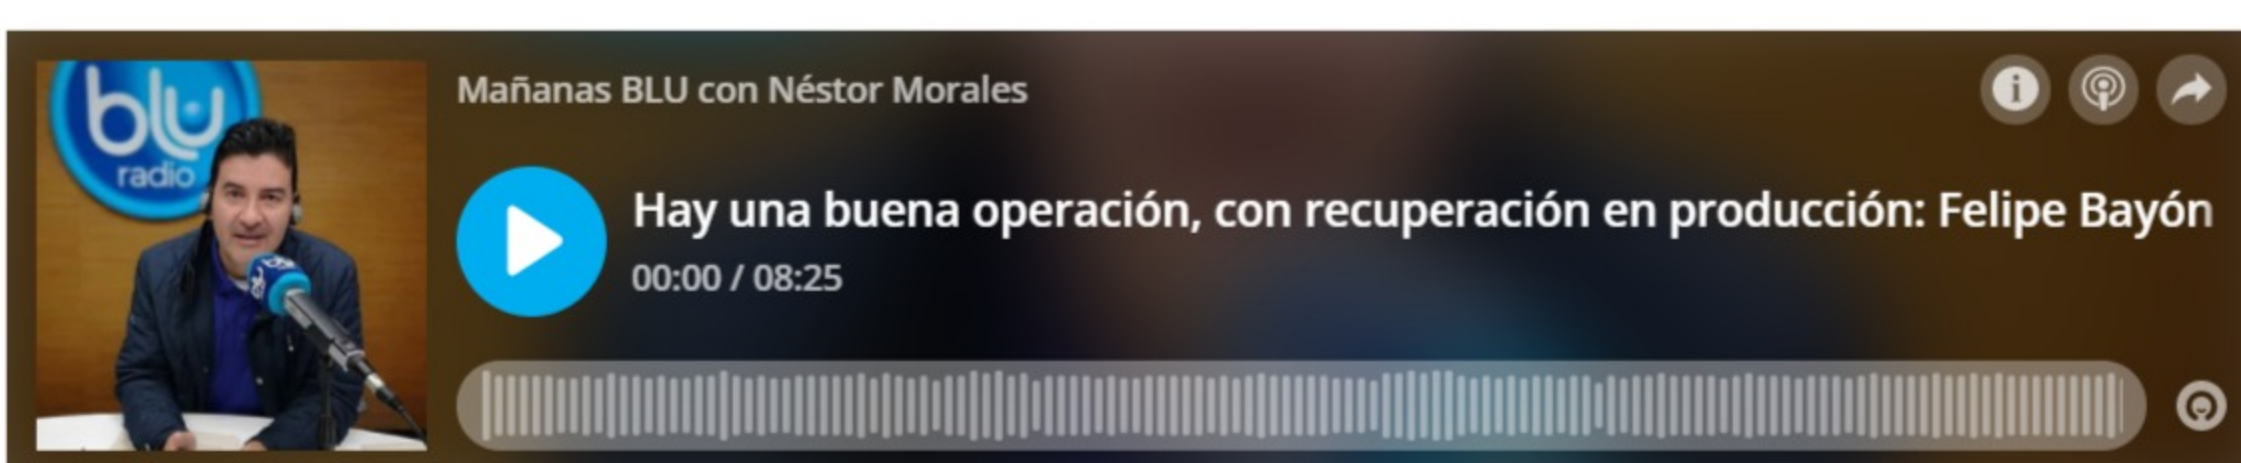 blu
radio
Mañanas BLU con Néstor Morales
Hay una buena operación, con recuperación en producción: Felipe Bayón
00:00 / 08:25
blu